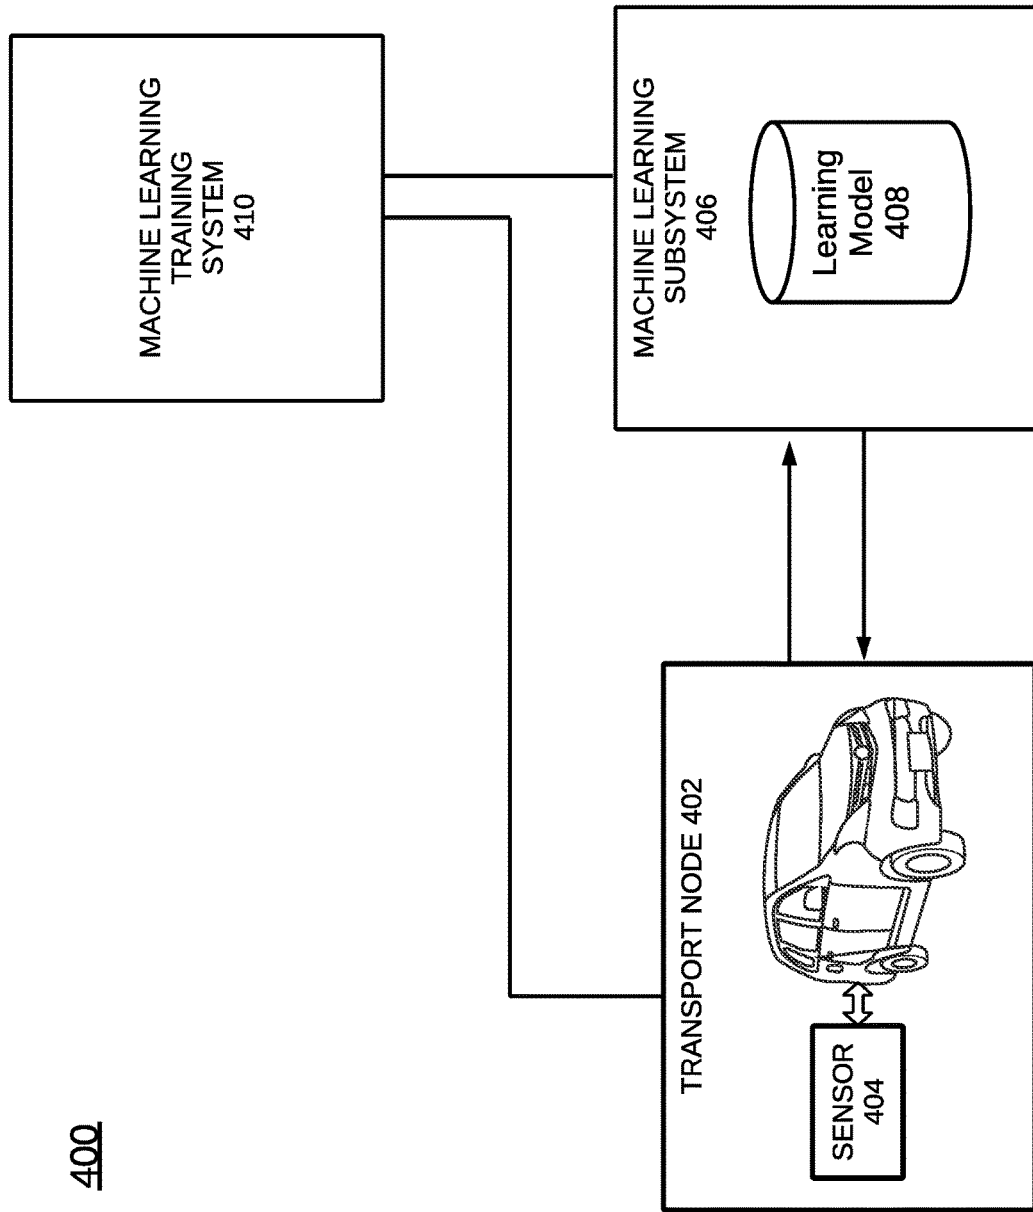 400
MACHINE LEARNING
TRAINING
SYSTEM
410
TRANSPORT NODE 402
SENSOR
404
MACHINE LEARNING
SUBSYSTEM
406
Learning
Model
408